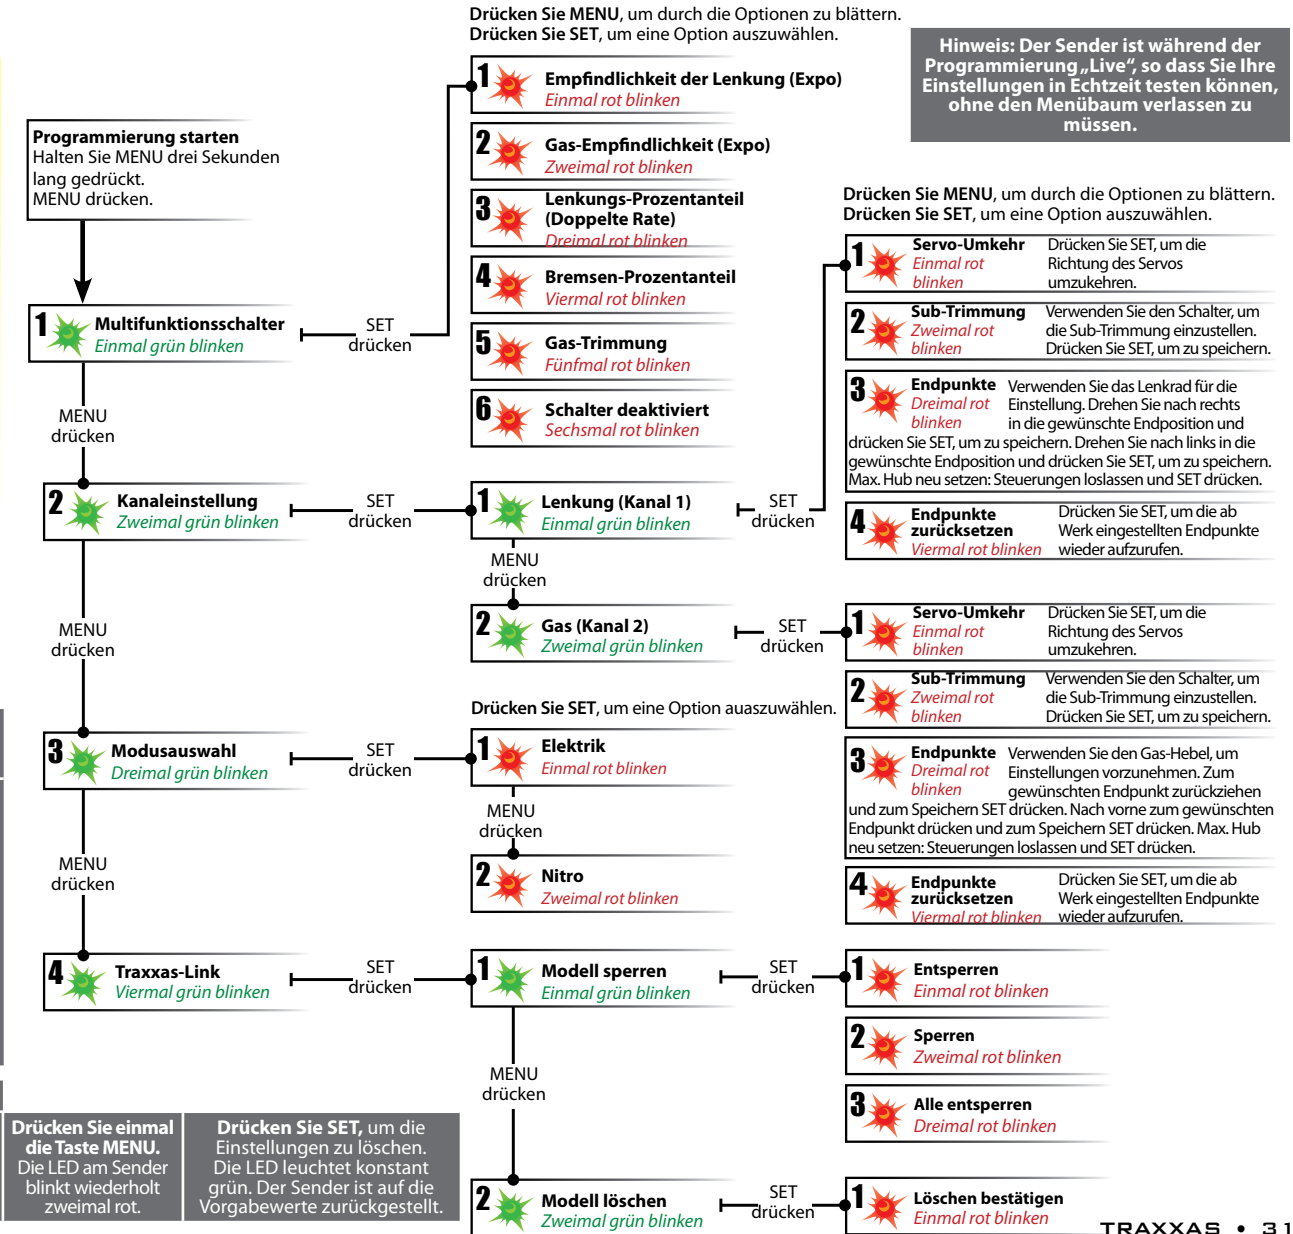 Drücken Sie MENU, um durch die Optionen zu blättern.
Drücken Sie SET, um eine Option auszuwählen.
Hinweis: Der Sender ist während der
Programmierung „Live“, so dass Sie Ihre
Einstellungen in Echtzeit testen können,
ohne den Menübaum verlassen zu
müssen.
Programmierung starten
Halten Sie MENU drei Sekunden
lang gedrückt.
MENU drücken.
1
Multifunktionsschalter
Einmal grün blinken
SET
drücken
1
Empfindlichkeit der Lenkung (Expo)
Einmal rot blinken
2
Gas-Empfindlichkeit (Expo)
Zweimal rot blinken
3
Lenkungs-Prozentanteil
(Doppelte Rate)
Dreimal rot blinken
4
Bremsen-Prozentanteil
Viermal rot blinken
5
Gas-Trimmung
Fünfmal rot blinken
6
Schalter deaktiviert
Sechsmal rot blinken
MENU
drücken
2
Kanaleinstellung
Zweimal grün blinken
SET
drücken
1
Lenkung (Kanal 1)
Einmal grün blinken
SET
drücken
Drücken Sie MENU, um durch die Optionen zu blättern.
Drücken Sie SET, um eine Option auszuwählen.
1
Servo-Umkehr
Einmal rot
blinken
Drücken Sie SET, um die
Richtung des Servos
umzukehren.
2
Sub-Trimmung
Zweimal rot
blinken
Verwenden Sie den Schalter, um
die Sub-Trimmung einzustellen.
Drücken Sie SET, um zu speichern.
3
Endpunkte
Dreimal rot
blinken
Verwenden Sie das Lenkrad für die
Einstellung. Drehen Sie nach rechts
in die gewünschte Endposition und
drücken Sie SET, um zu speichern. Drehen Sie nach links in die
gewünschte Endposition und drücken Sie SET, um zu speichern.
Max. Hub neu setzen: Steuerungen loslassen und SET drücken.
4
Endpunkte
zurücksetzen
Viermal rot blinken
Drücken Sie SET, um die ab
Werk eingestellten Endpunkte
wieder aufzurufen.
MENU
drücken
2
Gas (Kanal 2)
Zweimal grün blinken
SET
drücken
1
Servo-Umkehr
Einmal rot
blinken
Drücken Sie SET, um die
Richtung des Servos
umzukehren.
2
Sub-Trimmung
Zweimal rot
blinken
Verwenden Sie den Schalter, um
die Sub-Trimmung einzustellen.
Drücken Sie SET, um zu speichern.
3
Endpunkte
Dreimal rot
blinken
Verwenden Sie den Gas-Hebel, um
Einstellungen vorzunehmen. Zum
gewünschten Endpunkt zurückziehen
und zum Speichern SET drücken. Nach vorne zum gewünschten
Endpunkt drücken und zum Speichern SET drücken. Max. Hub
neu setzen: Steuerungen loslassen und SET drücken.
4
Endpunkte
zurücksetzen
Viermal rot blinken
Drücken Sie SET, um die ab
Werk eingestellten Endpunkte
wieder aufzurufen.
MENU
drücken
3
Modusauswahl
Dreimal grün blinken
SET
drücken
Drücken Sie SET, um eine Option auaszuwählen.
1
Elektrik
Einmal rot blinken
MENU
drücken
2
Nitro
Zweimal rot blinken
MENU
drücken
4
Traxxas-Link
Viermal grün blinken
SET
drücken
1
Modell sperren
Einmal grün blinken
SET
drücken
1
Entsperren
Einmal rot blinken
2
Sperren
Zweimal rot blinken
3
Alle entsperren
Dreimal rot blinken
MENU
drücken
2
Modell löschen
Zweimal grün blinken
SET
drücken
1
Löschen bestätigen
Einmal rot blinken
Drücken Sie einmal
die Taste MENU.
Die LED am Sender
blinkt wiederholt
zweimal rot.
Drücken Sie SET, um die
Einstellungen zu löschen.
Die LED leuchtet konstant
grün. Der Sender ist auf die
Vorgabewerte zurückgestellt.
TRAXXAS • 31